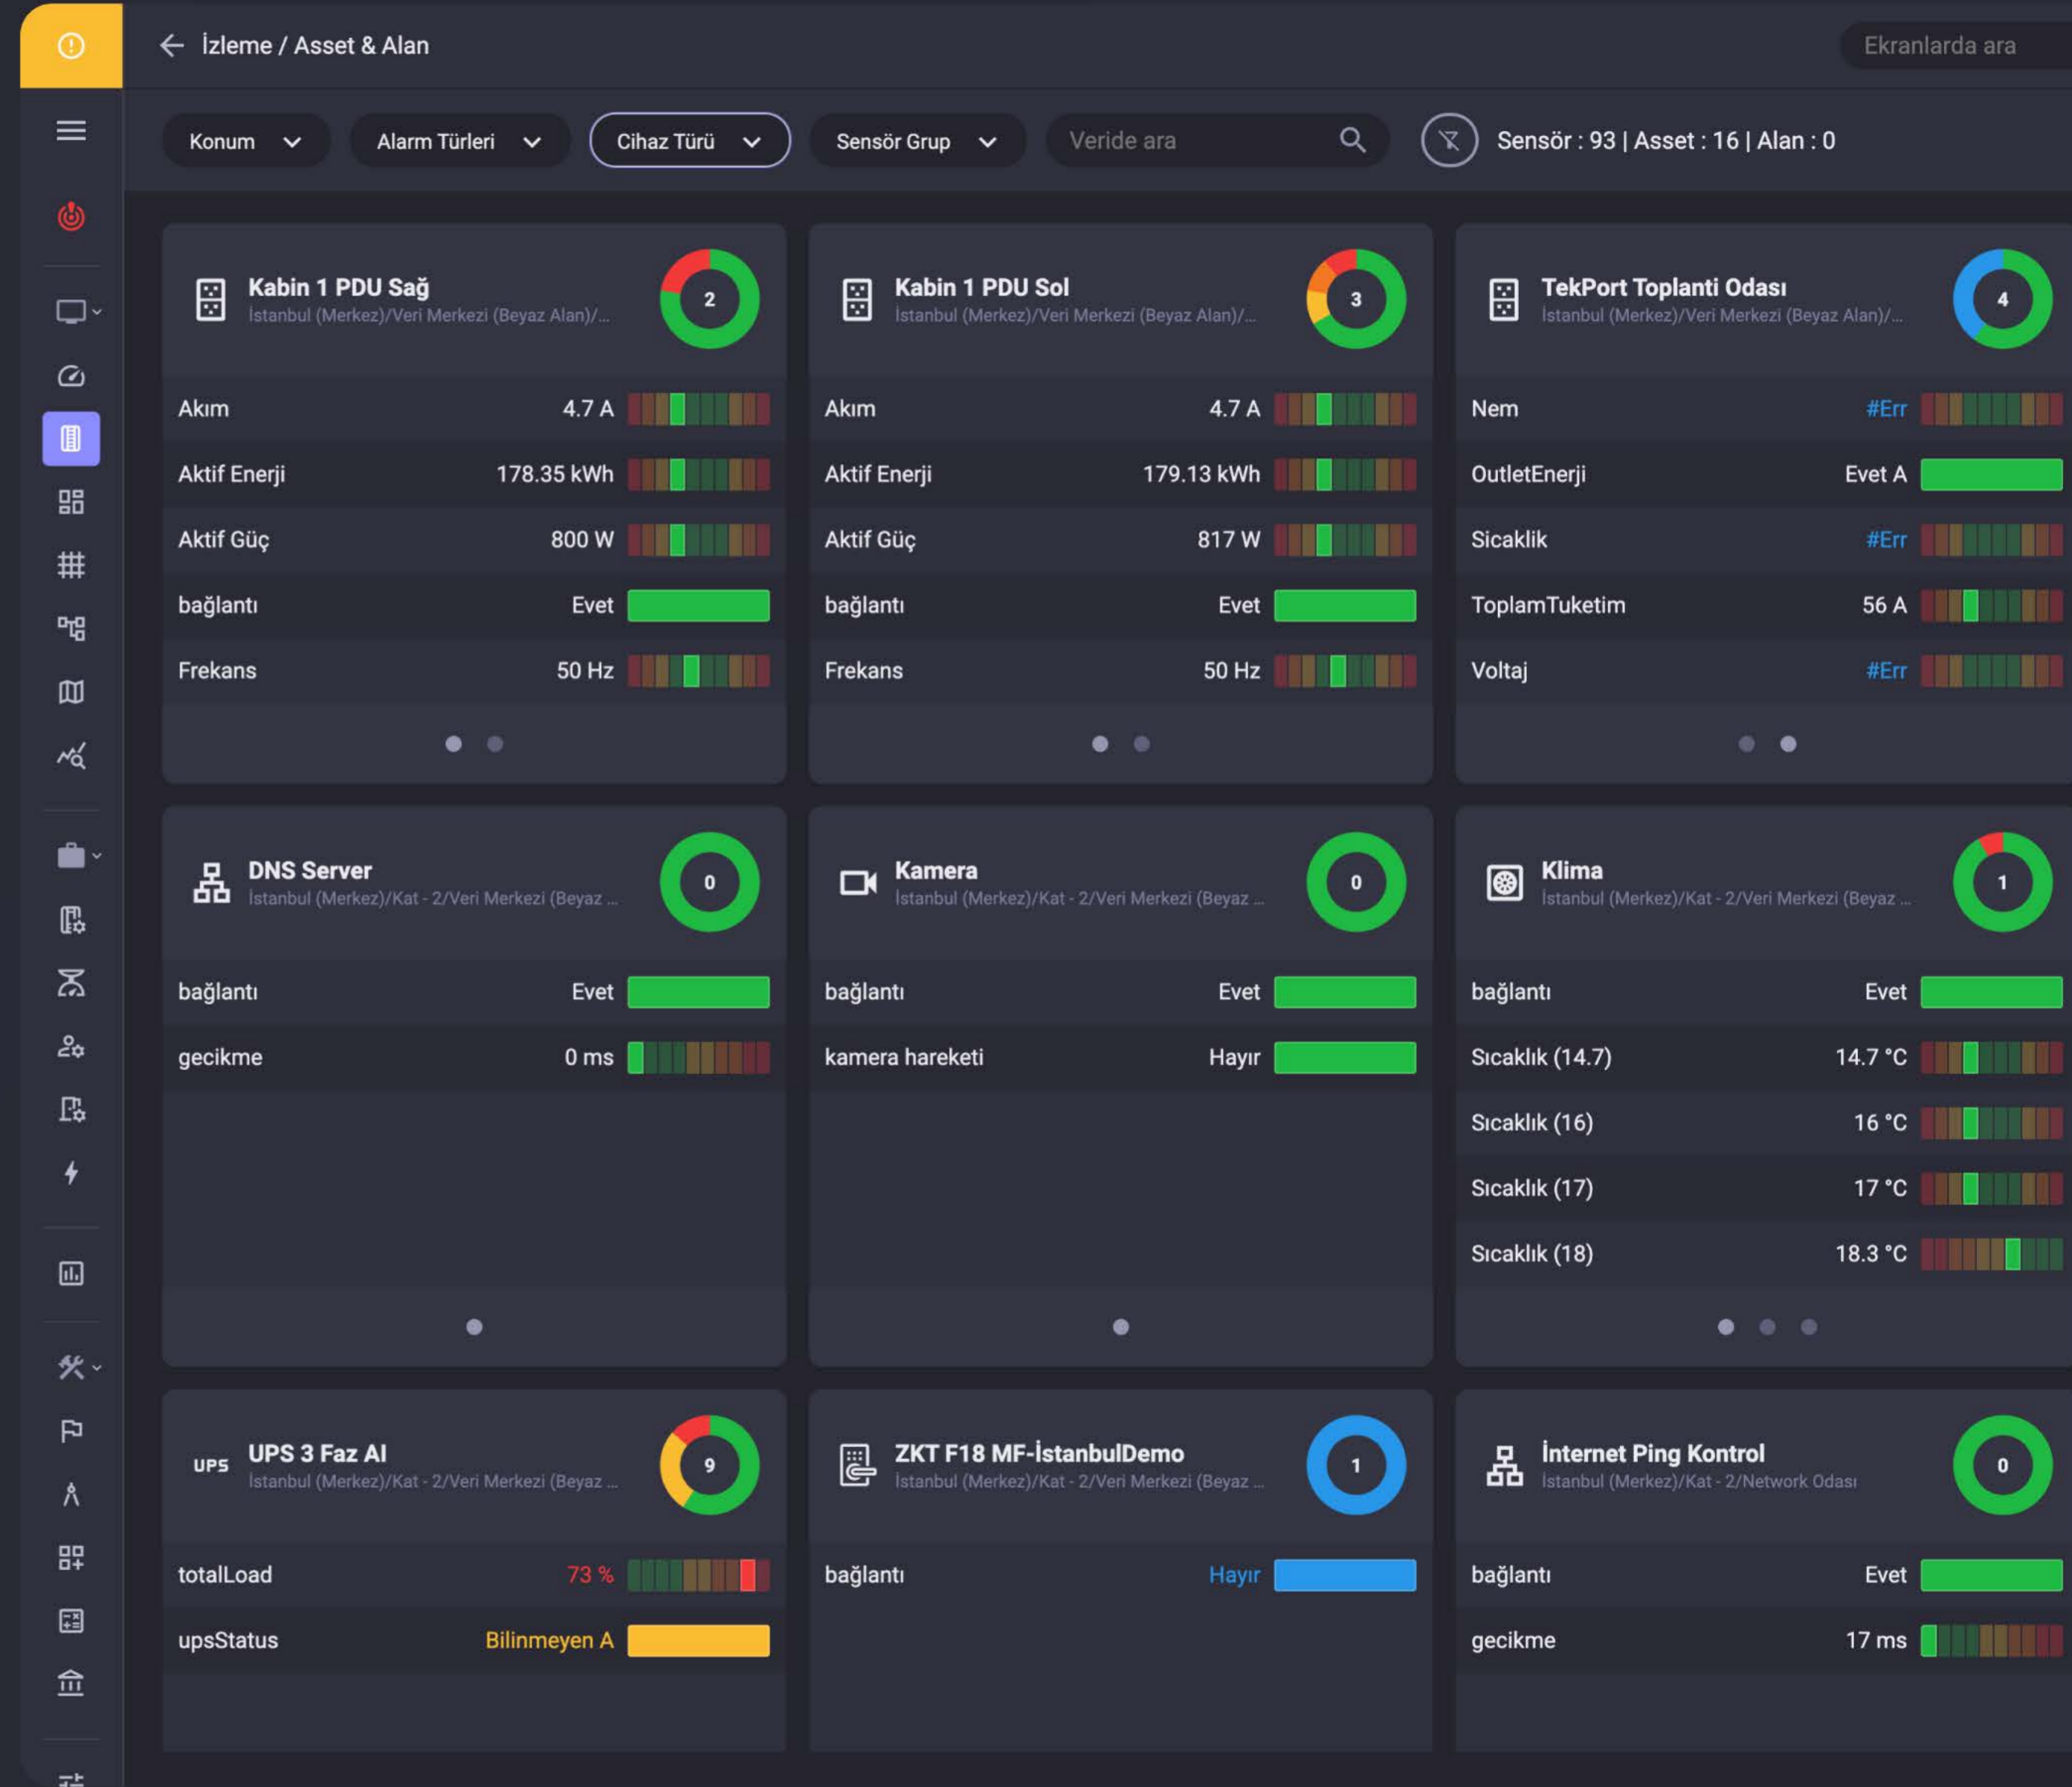 İzleme / Asset & Alan
Ekranlarda ara
Konum
Alarm Türleri
Cihaz Türü
Sensör Grup
Veride ara
Sensör : 93 | Asset : 16 | Alan : 0
Kabin 1 PDU Sağ
İstanbul (Merkez)/Veri Merkezi (Beyaz Alan)/...
2
Akım 4.7 A
Aktif Enerji 178.35 kWh
Aktif Güç 800 W
bağlantı Evet
Frekans 50 Hz
Kabin 1 PDU Sol
İstanbul (Merkez)/Veri Merkezi (Beyaz Alan)/...
3
Akım 4.7 A
Aktif Enerji 179.13 kWh
Aktif Güç 817 W
bağlantı Evet
Frekans 50 Hz
TekPort Toplanti Odası
İstanbul (Merkez)/Veri Merkezi (Beyaz Alan)/...
4
Nem #Err
OutletEnerji Evet A
Sicaklik #Err
ToplamTuketim 56 A
Voltaj #Err
DNS Server
İstanbul (Merkez)/Kat - 2/Veri Merkezi (Beyaz ...
0
bağlantı Evet
gecikme 0 ms
Kamera
İstanbul (Merkez)/Kat - 2/Veri Merkezi (Beyaz ...
0
bağlantı Evet
kamera hareketi Hayır
Klima
İstanbul (Merkez)/Kat - 2/Veri Merkezi (Beyaz ...
1
bağlantı Evet
Sıcaklık (14.7) 14.7 °C
Sıcaklık (16) 16 °C
Sıcaklık (17) 17 °C
Sıcaklık (18) 18.3 °C
UPS
UPS 3 Faz AI
İstanbul (Merkez)/Kat - 2/Veri Merkezi (Beyaz ...
9
totalLoad 73 %
upsStatus Bilinmeyen A
ZKT F18 MF-İstanbulDemo
İstanbul (Merkez)/Kat - 2/Veri Merkezi (Beyaz ...
1
bağlantı Hayır
İnternet Ping Kontrol
İstanbul (Merkez)/Kat - 2/Network Odası
0
bağlantı Evet
gecikme 17 ms